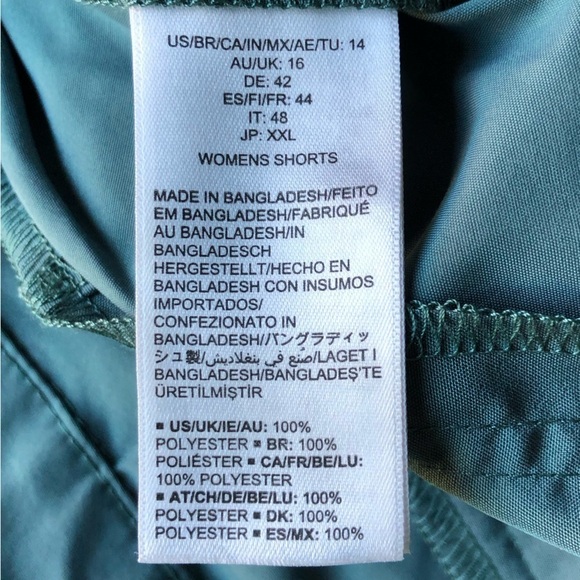 US/BR/CA/IN/MX/AE/TU: 14
AU/UK: 16
DE: 42
ES/FI/FR: 44
IT: 48
JP: XXL
WOMENS SHORTS
MADE IN BANGLADESH/FEITO
EM BANGLADESH/FABRIQUÉ
AU BANGLADESH/IN
BANGLADESCH
HERGESTELLT/HECHO EN
BANGLADESH CON INSUMOS
IMPORTADOS/
CONFEZIONATO IN
BANGLADESH/バングラディッ
シュ製/صُنع في بنغلاديش/LAGET I
BANGLADESH/BANGLADEŞ'TE
ÜRETİLMİŞTİR
▪ US/UK/IE/AU: 100%
POLYESTER ▪ BR: 100%
POLIÉSTER ▪ CA/FR/BE/LU:
100% POLYESTER
▪ AT/CH/DE/BE/LU: 100%
POLYESTER ▪ DK: 100%
POLYESTER ▪ ES/MX: 100%